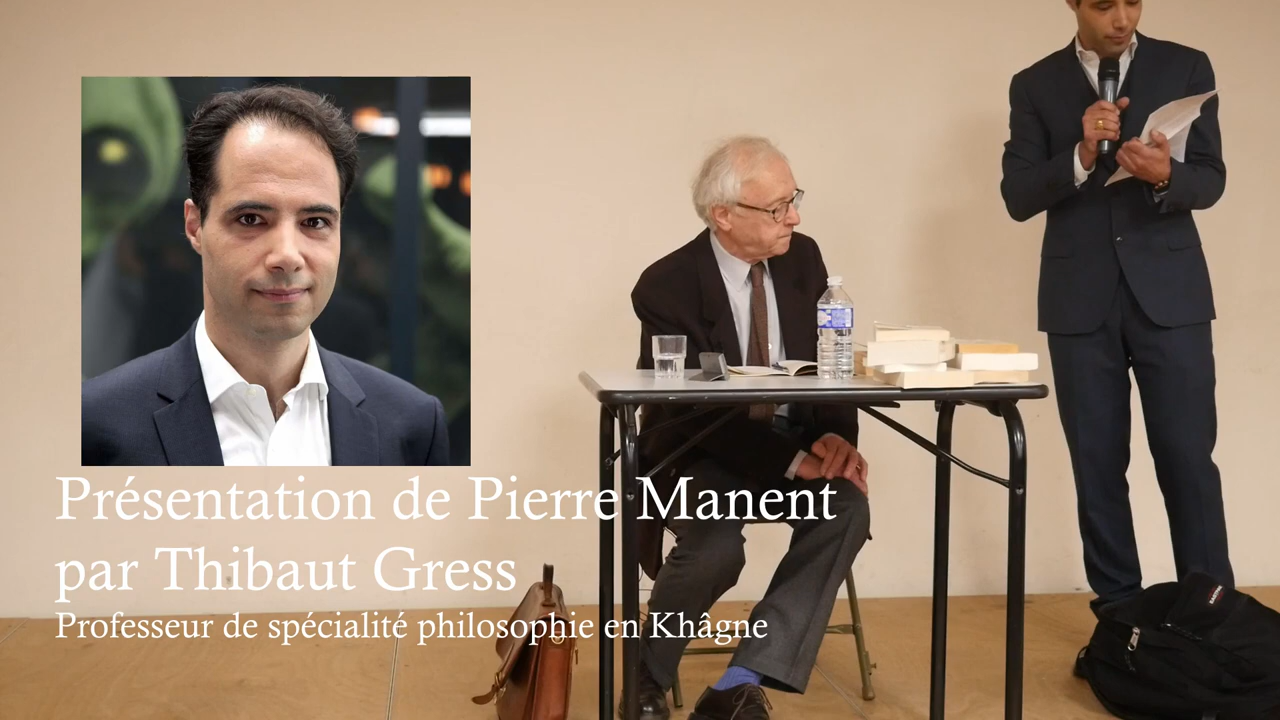 Présentation de Pierre Manent
par Thibaut Gress
Professeur de spécialité philosophie en Khâgne